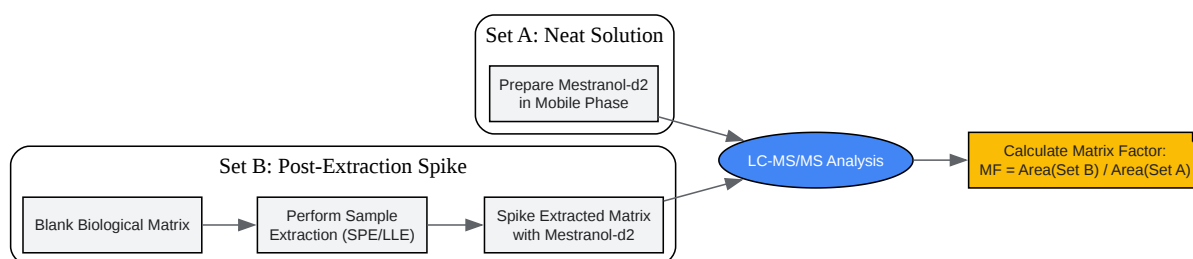 Set A: Neat Solution
Prepare Mestranol-d2
in Mobile Phase
Set B: Post-Extraction Spike
Blank Biological Matrix
Perform Sample
Extraction (SPE/LLE)
Spike Extracted Matrix
with Mestranol-d2
LC-MS/MS Analysis
Calculate Matrix Factor:
MF = Area(Set B) / Area(Set A)